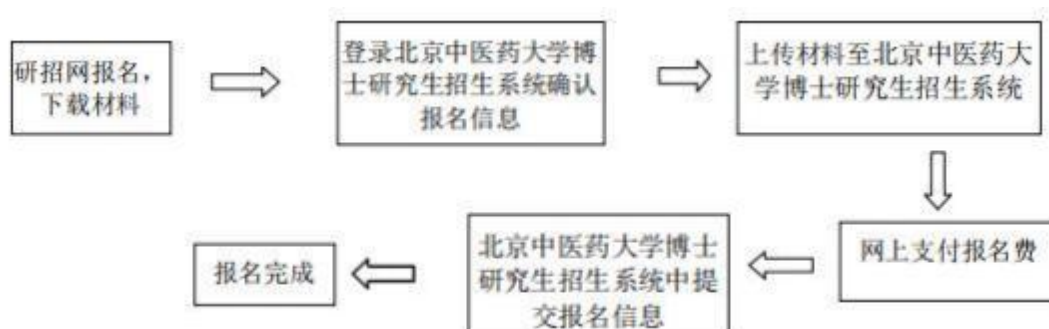 研招网报名，
下载材料
登录北京中医药大学博
士研究生招生系统确认
报名信息
上传材料至北京中医药大
学博士研究生招生系统
网上支付报名费
北京中医药大学博士
研究生招生系统中提
交报名信息
报名完成